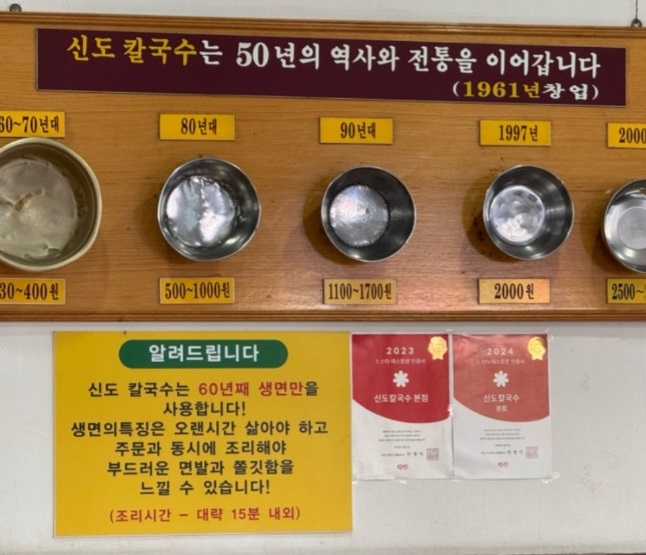 신도 칼국수는 50년의 역사와 전통을 이어갑니다
(1961년창업)
60~70년대
80년대
90년대
1997년
2000
30~400원
500~1000원
1100~1700원
2000원
2500~
알려드립니다
신도 칼국수는 60년째 생면만을
사용합니다!
생면의특징은 오랜시간 삶아야 하고
주문과 동시에 조리해야
부드러운 면발과 쫄깃함을
느낄 수 있습니다!
(조리시간 - 대략 15분 내외)
2023
신도칼국수 본점
2024
신도칼국수
본점